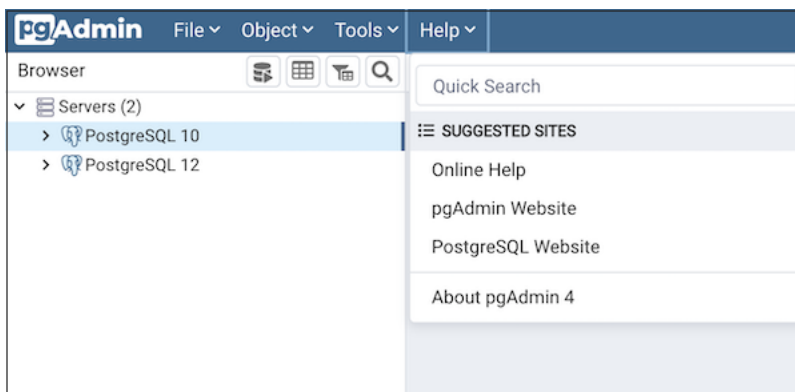 pgAdmin File Object Tools Help
Browser
Quick Search
Servers (2)
SUGGESTED SITES
PostgreSQL 10
Online Help
PostgreSQL 12
pgAdmin Website
PostgreSQL Website
About pgAdmin 4